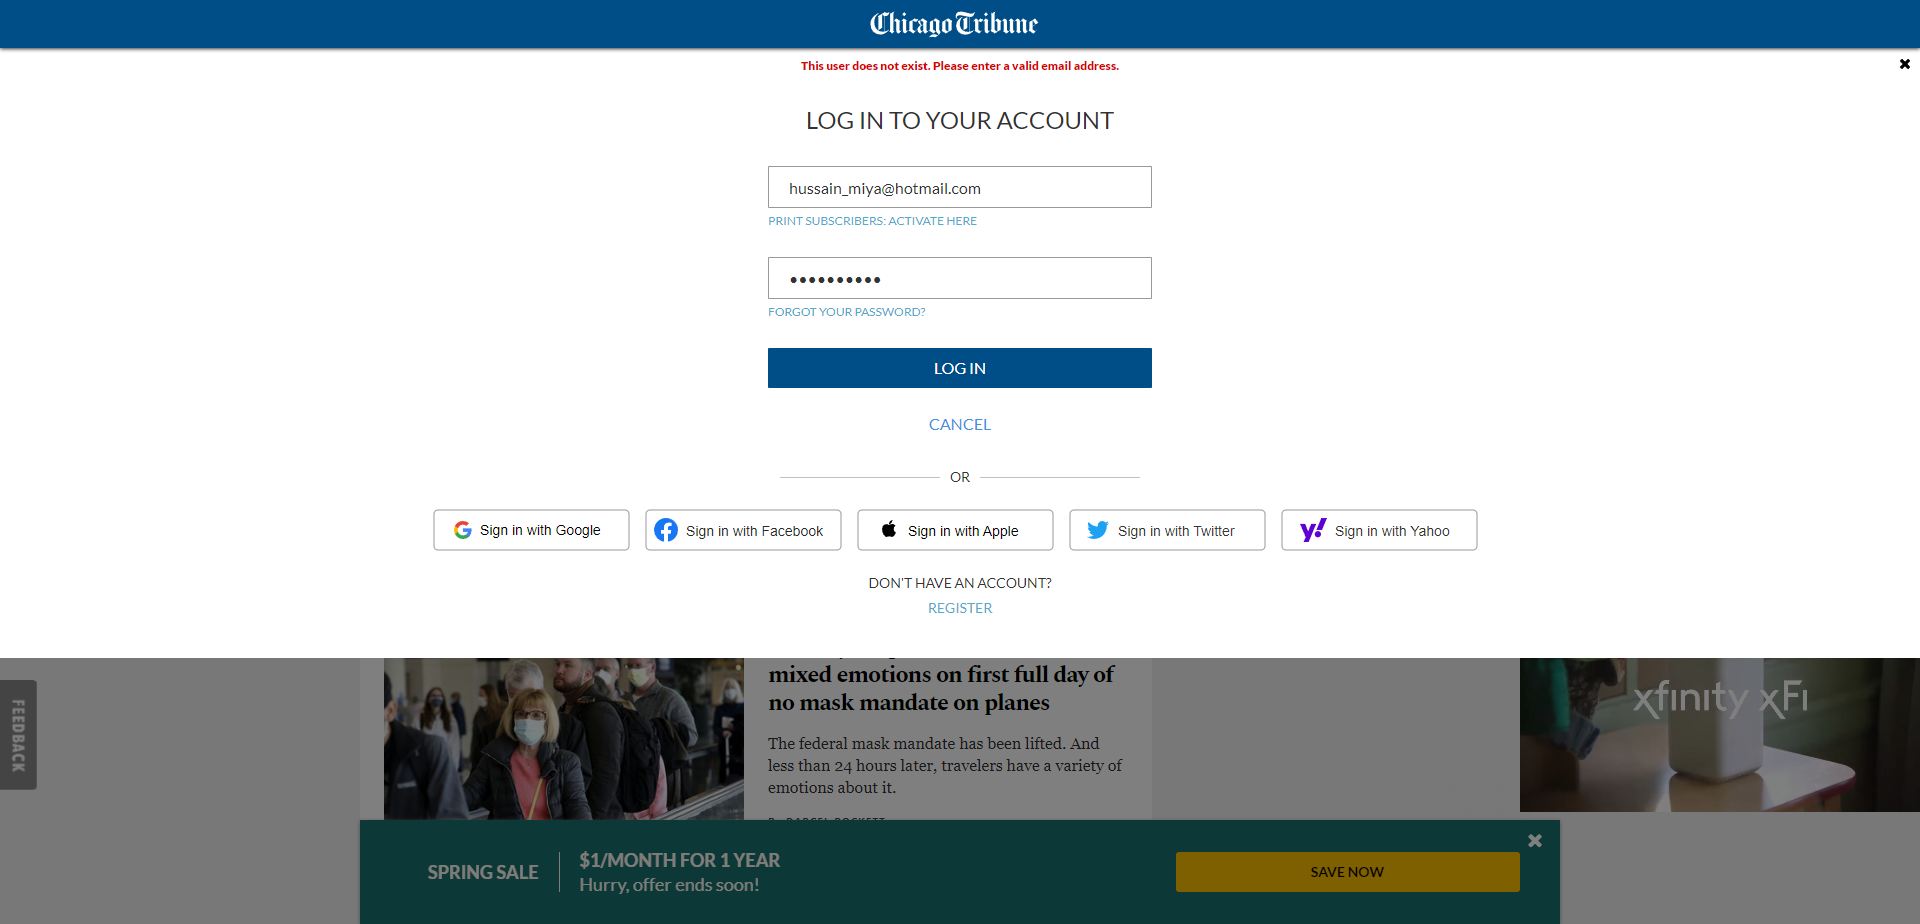 Chicago Tribune
This user does not exist. Please enter a valid email address.
LOG IN TO YOUR ACCOUNT
hussain_miya@hotmail.com
PRINT SUBSCRIBERS: ACTIVATE HERE
••••••••••
FORGOT YOUR PASSWORD?
LOG IN
CANCEL
OR
Sign in with Google
Sign in with Facebook
Sign in with Apple
Sign in with Twitter
Sign in with Yahoo
DON'T HAVE AN ACCOUNT?
REGISTER
mixed emotions on first full day of
no mask mandate on planes
The federal mask mandate has been lifted. And
less than 24 hours later, travelers have a variety of
emotions about it.
xfinity xFi
FEEDBACK
SPRING SALE
$1/MONTH FOR 1 YEAR
Hurry, offer ends soon!
SAVE NOW